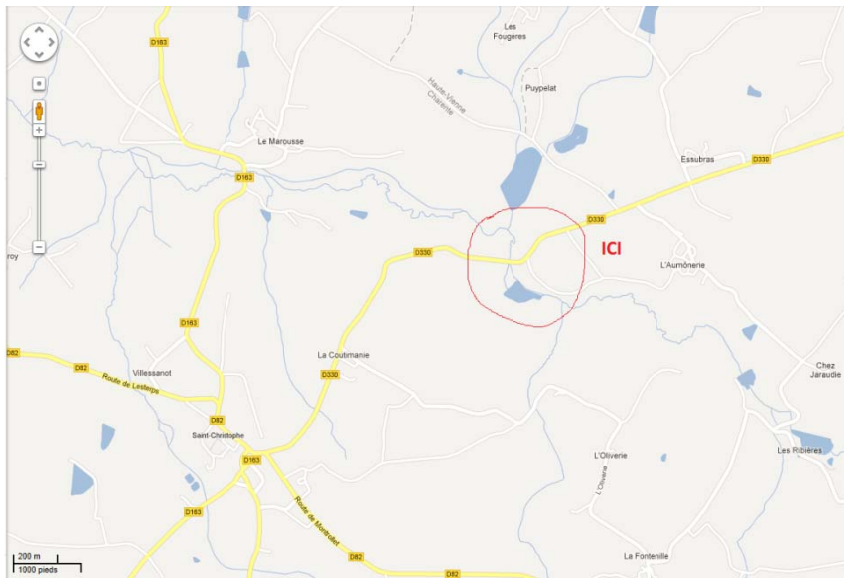 D163
Les
Fougeres
Haute-Vienne
Charente
Puypelat
Le Marousse
Essubras
D330
D163
D330
ICI
roy
D330
L'Aumônerie
D163
D82
La Coutimanie
Chez
Jaraudie
Villessanot
D82
Route de Lesterps
D330
D82
Saint-Christophe
D163
L'Oliverie
Les Ribières
L'Oliverie
D163
Route de Montrollet
200 m
1000 pieds
D82
La Fontenille
D82